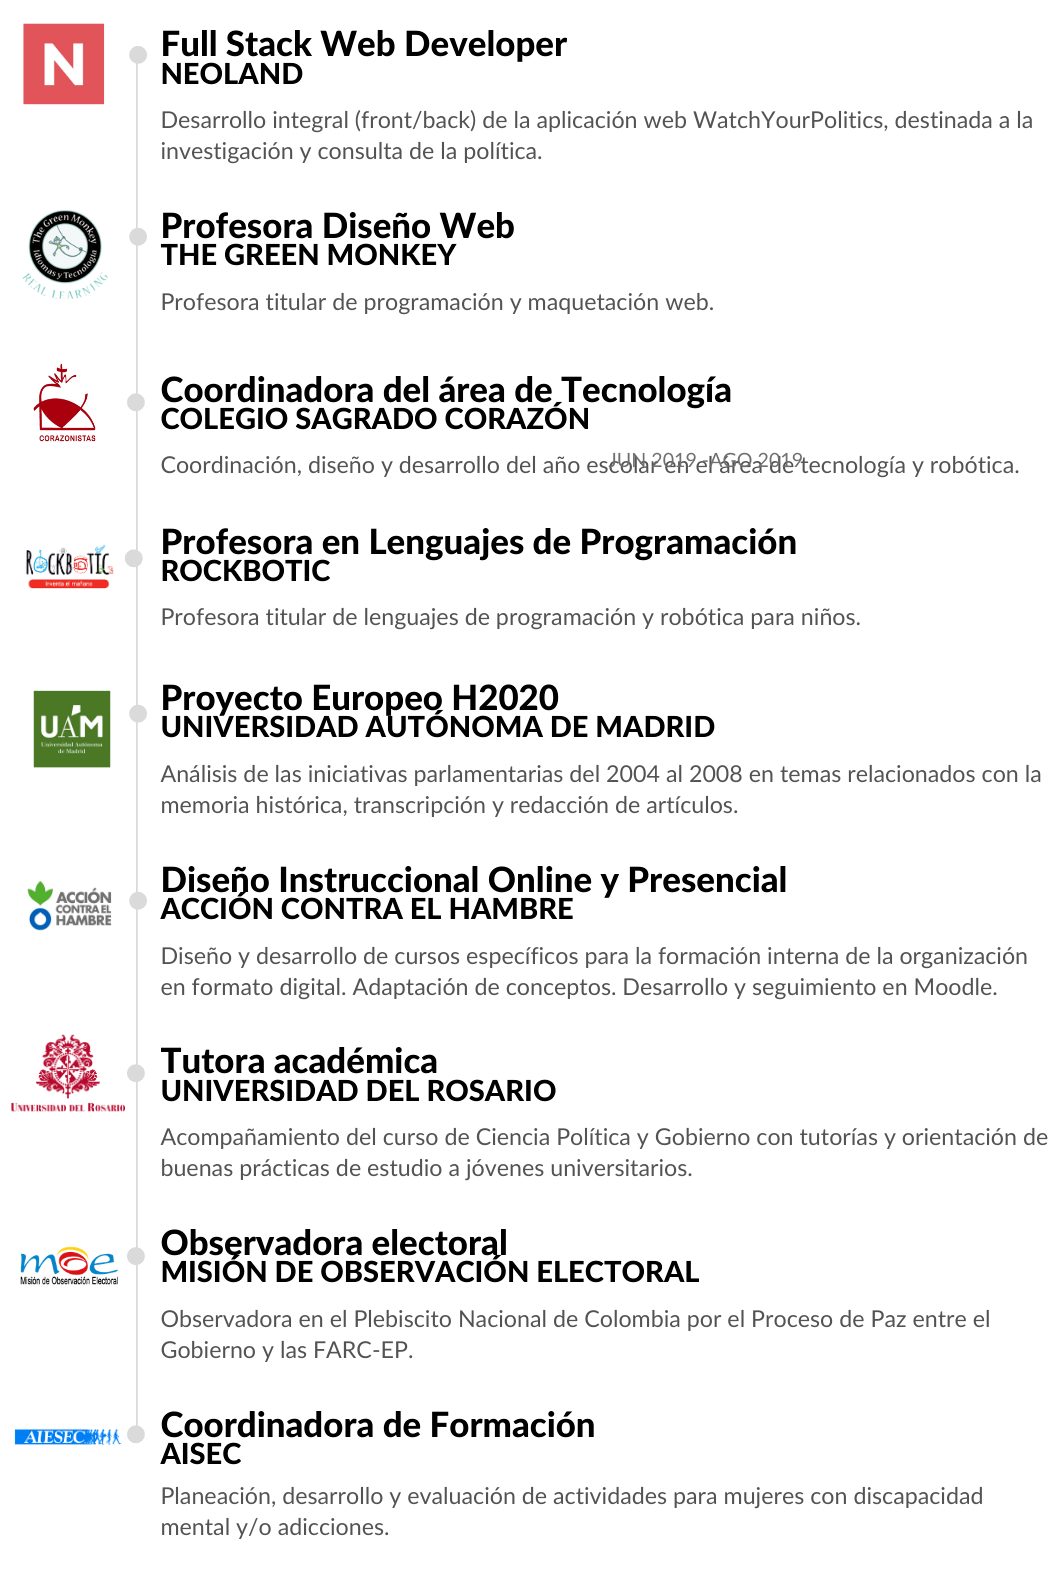 N
Full Stack Web Developer
NEOLAND
Desarrollo integral (front/back) de la aplicación web WatchYourPolitics, destinada a la
investigación y consulta de la política.
The Green Monkey
Idiomas y Tecnología
REAL LEARNING
Profesora Diseño Web
THE GREEN MONKEY
Profesora titular de programación y maquetación web.
CORAZONISTAS
Coordinadora del área de Tecnología
COLEGIO SAGRADO CORAZÓN
JUN 2019 - AGO 2019
Coordinación, diseño y desarrollo del año escolar en el área de tecnología y robótica.
ROCKBOTIC
inventa el mañana
Profesora en Lenguajes de Programación
ROCKBOTIC
Profesora titular de lenguajes de programación y robótica para niños.
UAM
Universidad Autónoma
de Madrid
Proyecto Europeo H2020
UNIVERSIDAD AUTÓNOMA DE MADRID
Análisis de las iniciativas parlamentarias del 2004 al 2008 en temas relacionados con la
memoria histórica, transcripción y redacción de artículos.
ACCIÓN
CONTRA EL
HAMBRE
Diseño Instruccional Online y Presencial
ACCIÓN CONTRA EL HAMBRE
Diseño y desarrollo de cursos específicos para la formación interna de la organización
en formato digital. Adaptación de conceptos. Desarrollo y seguimiento en Moodle.
UNIVERSIDAD DEL ROSARIO
Tutora académica
UNIVERSIDAD DEL ROSARIO
Acompañamiento del curso de Ciencia Política y Gobierno con tutorías y orientación de
buenas prácticas de estudio a jóvenes universitarios.
moe
Misión de Observación Electoral
Observadora electoral
MISIÓN DE OBSERVACIÓN ELECTORAL
Observadora en el Plebiscito Nacional de Colombia por el Proceso de Paz entre el
Gobierno y las FARC-EP.
AIESEC
Coordinadora de Formación
AISEC
Planeación, desarrollo y evaluación de actividades para mujeres con discapacidad
mental y/o adicciones.